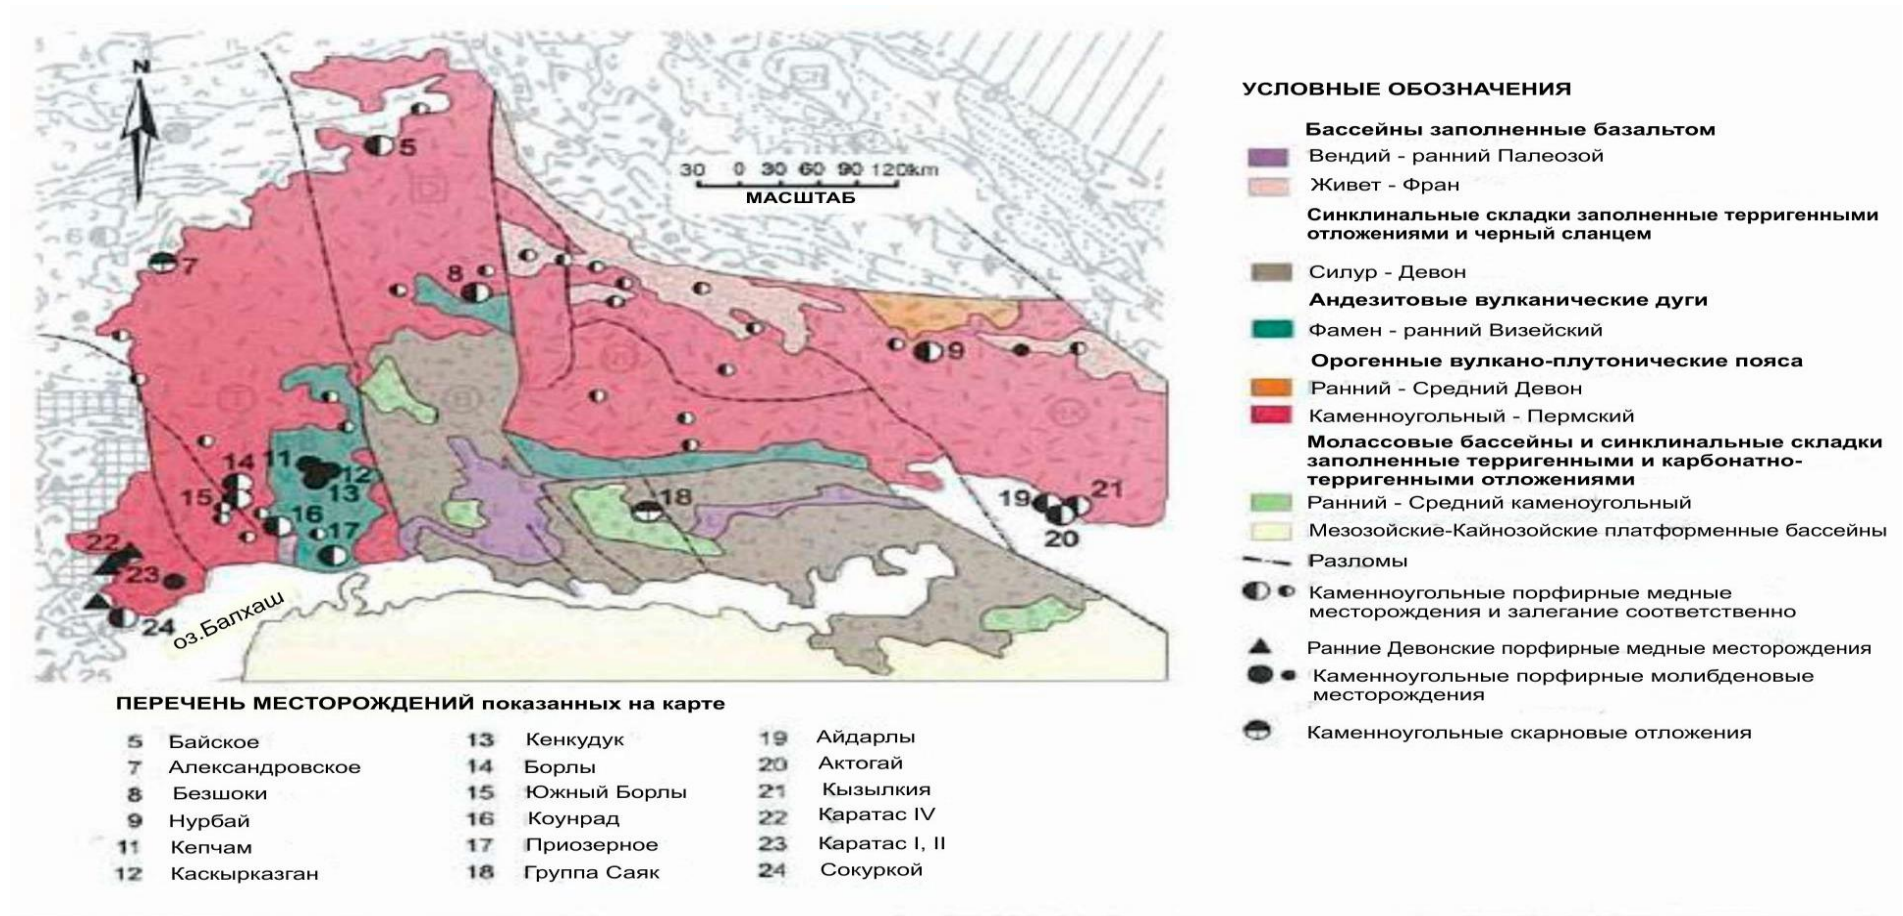 N
30 0 30 60 90 120km
МАСШТАБ
5
7
8
9
11
12
13
14
15
16
17
18
19
20
21
22
23
24
25
6
оз.Балхаш
УСЛОВНЫЕ ОБОЗНАЧЕНИЯ
Бассейны заполненные базальтом
Вендий - ранний Палеозой
Живет - Фран
Синклинальные складки заполненные терригенными
отложениями и черный сланцем
Силур - Девон
Андезитовые вулканические дуги
Фамен - ранний Визейский
Орогенные вулкано-плутонические пояса
Ранний - Средний Девон
Каменноугольный - Пермский
Молассовые бассейны и синклинальные складки
заполненные терригенными и карбонатно-
терригенными отложениями
Ранний - Средний каменоугольный
Мезозойские-Кайнозойские платформенные бассейны
Разломы
Каменноугольные порфирные медные
месторождения и залегание соответственно
Ранние Девонские порфирные медные месторождения
Каменноугольные порфирные молибденовые
месторождения
Каменноугольные скарновые отложения
ПЕРЕЧЕНЬ МЕСТОРОЖДЕНИЙ показанных на карте
5 Байское
7 Александровское
8 Безшоки
9 Нурбай
11 Кепчам
12 Каскырказган
13 Кенкудук
14 Борлы
15 Южный Борлы
16 Коунрад
17 Приозерное
18 Группа Саяк
19 Айдарлы
20 Актогай
21 Кызылкия
22 Каратас IV
23 Каратас I, II
24 Сокуркой